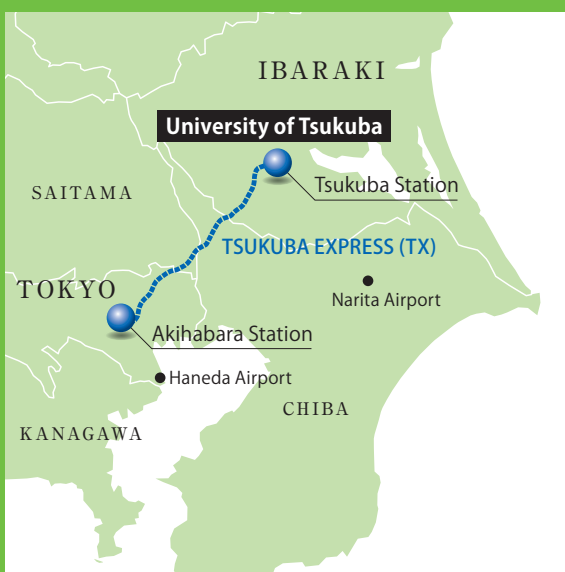 IBARAKI
University of Tsukuba
Tsukuba Station
SAITAMA
TSUKUBA EXPRESS (TX)
TOKYO
Narita Airport
Akihabara Station
Haneda Airport
CHIBA
KANAGAWA